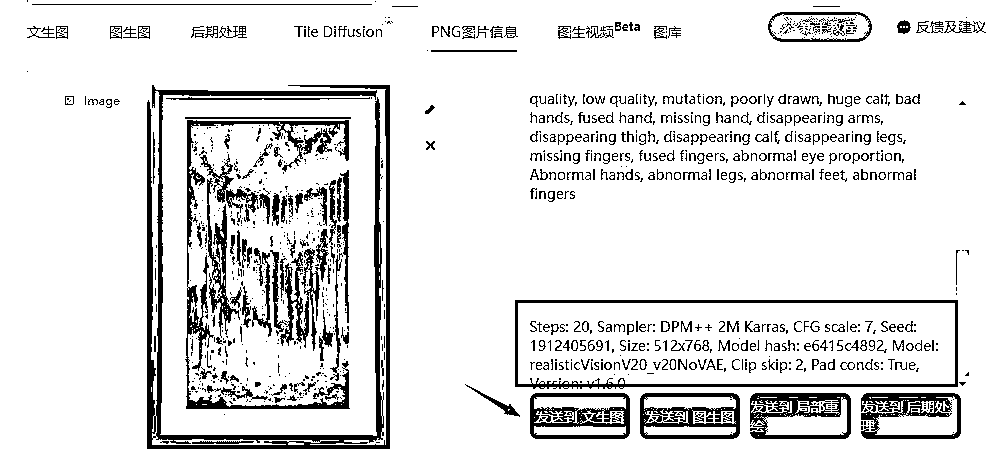 文生图 图生图 后期处理 Tile Diffusion PNG图片信息 图生视频Beta 图库 反馈及建议
Image
quality, low quality, mutation, poorly drawn, huge calf, bad
hands, fused hand, missing hand, disappearing arms,
disappearing thigh, disappearing calf, disappearing legs,
missing fingers, fused fingers, abnormal eye proportion,
Abnormal hands, abnormal legs, abnormal feet, abnormal
fingers
Steps: 20, Sampler: DPM++ 2M Karras, CFG scale: 7, Seed:
1912405691, Size: 512x768, Model hash: e6415c4892, Model:
realisticVisionV20_v20NoVAE, Clip skip: 2, Pad conds: True,
Version: v1.6.0
发送到 文生图 发送到 图生图 发送到 局部重绘 发送到 后期处理